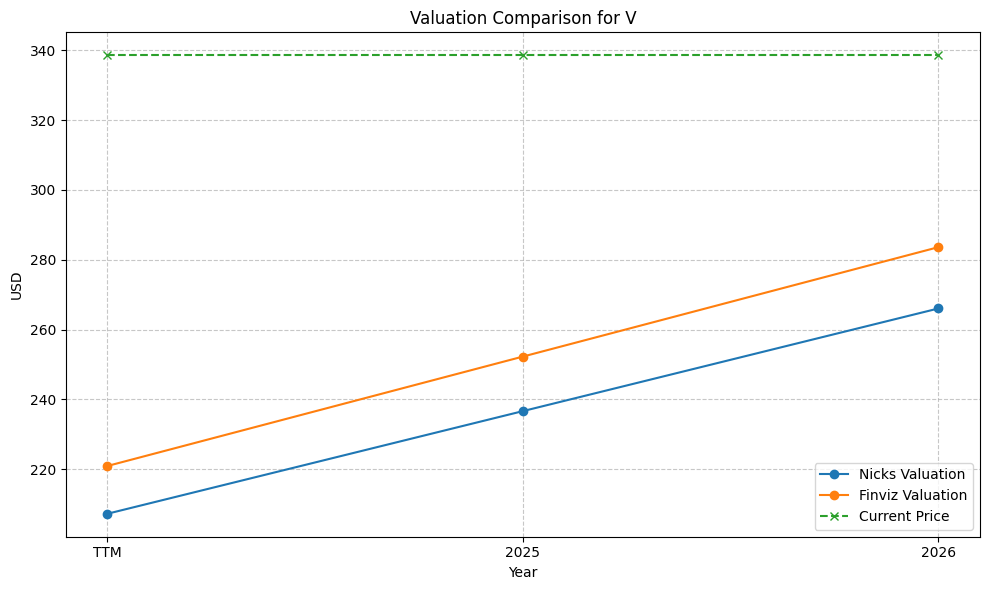 Valuation Comparison for V
USD
340
320
300
280
260
240
220
TTM
2025
2026
Year
Nicks Valuation
Finviz Valuation
Current Price